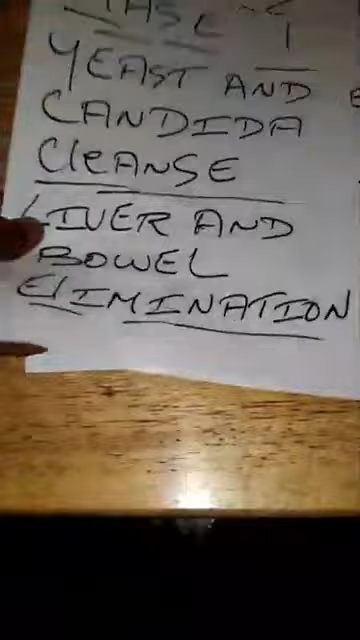 YEAST AND
CANDIDA
CLEANSE
LIVER AND
BOWEL
ELIMINATION